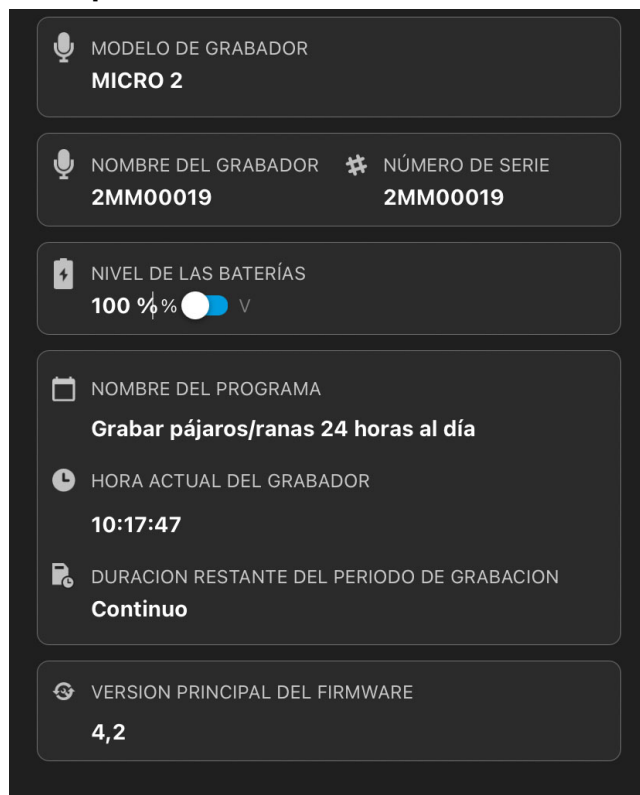 MODELO DE GRABADOR
MICRO 2
NOMBRE DEL GRABADOR
2MM00019
NÚMERO DE SERIE
2MM00019
NIVEL DE LAS BATERÍAS
100 % % V
NOMBRE DEL PROGRAMA
Grabar pájaros/ranas 24 horas al día
HORA ACTUAL DEL GRABADOR
10:17:47
DURACION RESTANTE DEL PERIODO DE GRABACION
Continuo
VERSION PRINCIPAL DEL FIRMWARE
4,2